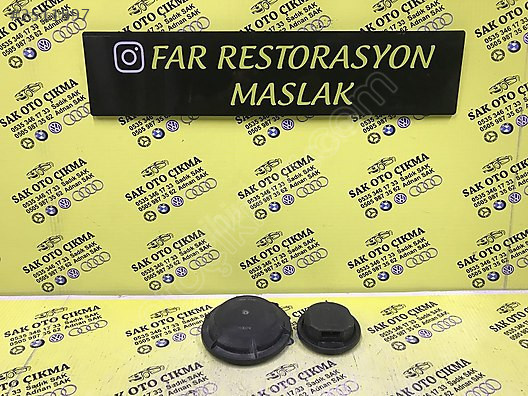 FAR RESTORASYON
MASLAK
SAK OTO ÇIKMA
0535 346 17 33 Sadık SAK
0505 987 35 62 Adnan SAK